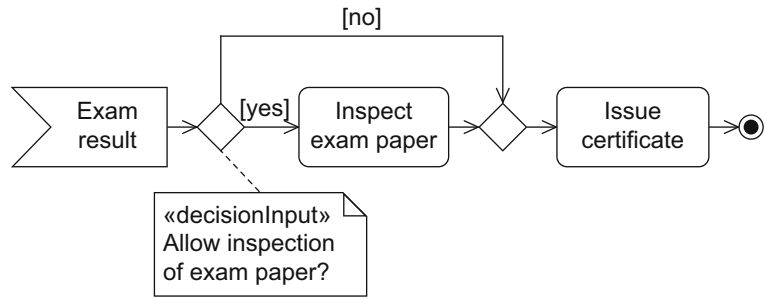 [no]
Exam
result
[yes]
Inspect
exam paper
Issue
certificate
«decisionInput»
Allow inspection
of exam paper?